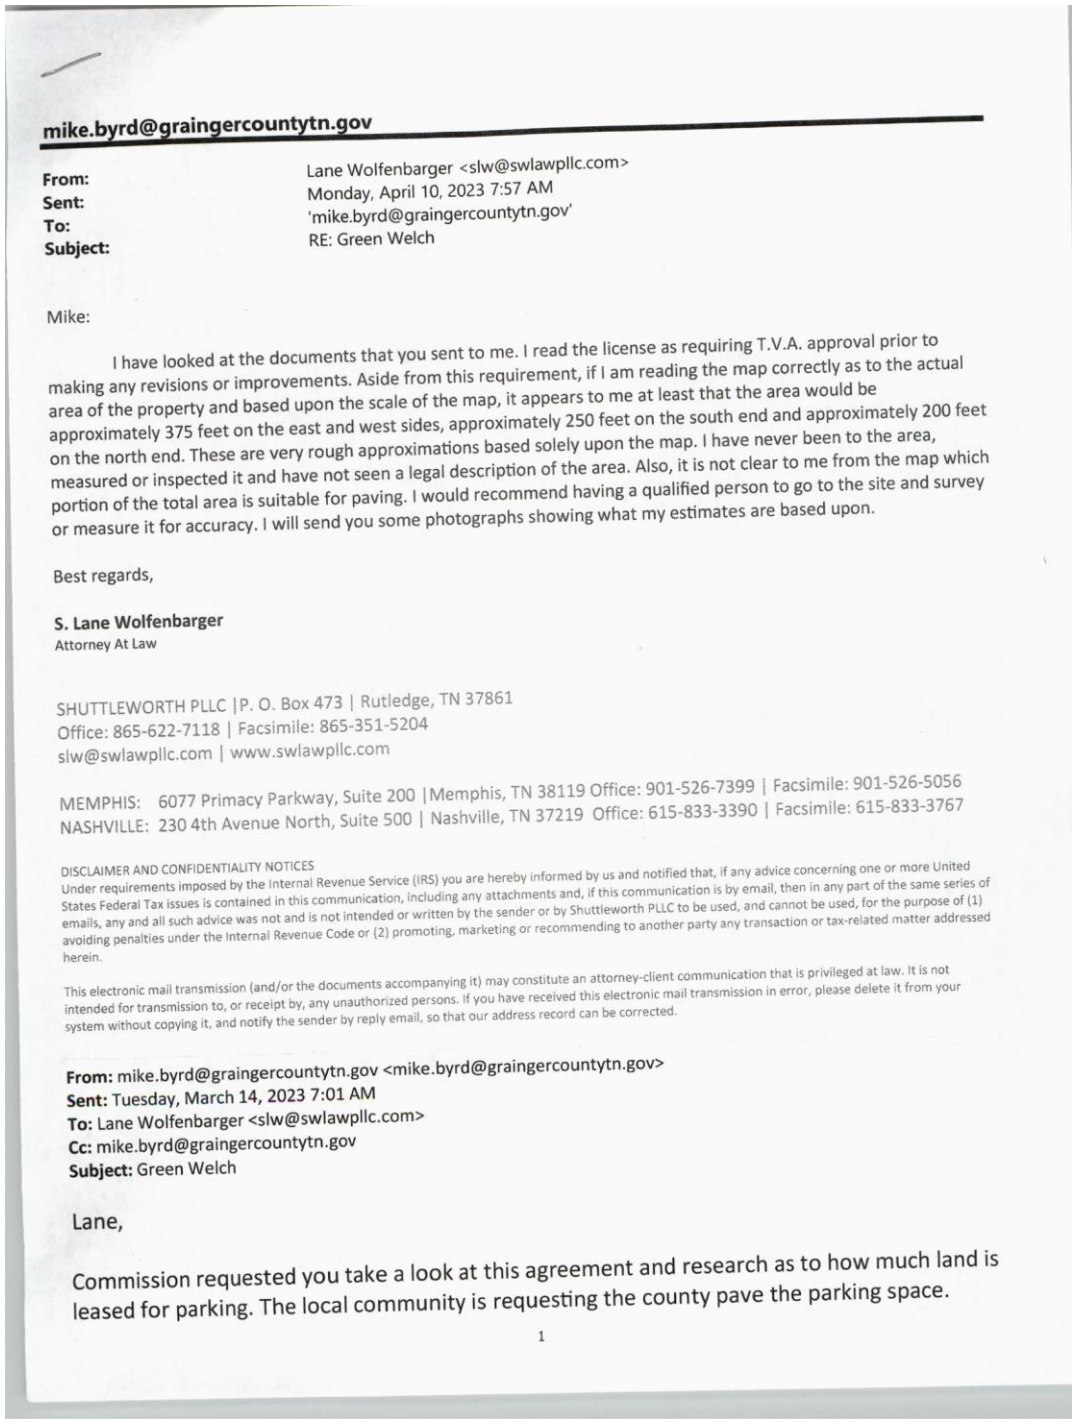 mike.byrd@graingercountytn.gov
From: Lane Wolfenbarger <slw@swlawpllc.com>
Sent: Monday, April 10, 2023 7:57 AM
To: 'mike.byrd@graingercountytn.gov'
Subject: RE: Green Welch
Mike:
I have looked at the documents that you sent to me. I read the license as requiring T.V.A. approval prior to
making any revisions or improvements. Aside from this requirement, if I am reading the map correctly as to the actual
area of the property and based upon the scale of the map, it appears to me at least that the area would be
approximately 375 feet on the east and west sides, approximately 250 feet on the south end and approximately 200 feet
on the north end. These are very rough approximations based solely upon the map. I have never been to the area,
measured or inspected it and have not seen a legal description of the area. Also, it is not clear to me from the map which
portion of the total area is suitable for paving. I would recommend having a qualified person to go to the site and survey
or measure it for accuracy. I will send you some photographs showing what my estimates are based upon.
Best regards,
S. Lane Wolfenbarger
Attorney At Law
SHUTTLEWORTH PLLC |P. O. Box 473 | Rutledge, TN 37861
Office: 865-622-7118 | Facsimile: 865-351-5204
slw@swlawpllc.com | www.swlawpllc.com
MEMPHIS: 6077 Primacy Parkway, Suite 200 |Memphis, TN 38119 Office: 901-526-7399 | Facsimile: 901-526-5056
NASHVILLE: 230 4th Avenue North, Suite 500 | Nashville, TN 37219 Office: 615-833-3390 | Facsimile: 615-833-3767
DISCLAIMER AND CONFIDENTIALITY NOTICES
Under requirements imposed by the Internal Revenue Service (IRS) you are hereby informed by us and notified that, if any advice concerning one or more United
States Federal Tax issues is contained in this communication, including any attachments and, if this communication is by email, then in any part of the same series of
emails, any and all such advice was not and is not intended or written by the sender or by Shuttleworth PLLC to be used, and cannot be used, for the purpose of (1)
avoiding penalties under the Internal Revenue Code or (2) promoting, marketing or recommending to another party any transaction or tax-related matter addressed
herein.
This electronic mail transmission (and/or the documents accompanying it) may constitute an attorney-client communication that is privileged at law. It is not
intended for transmission to, or receipt by, any unauthorized persons. If you have received this electronic mail transmission in error, please delete it from your
system without copying it, and notify the sender by reply email, so that our address record can be corrected.
From: mike.byrd@graingercountytn.gov <mike.byrd@graingercountytn.gov>
Sent: Tuesday, March 14, 2023 7:01 AM
To: Lane Wolfenbarger <slw@swlawpllc.com>
Cc: mike.byrd@graingercountytn.gov
Subject: Green Welch
Lane,
Commission requested you take a look at this agreement and research as to how much land is
leased for parking. The local community is requesting the county pave the parking space.
1